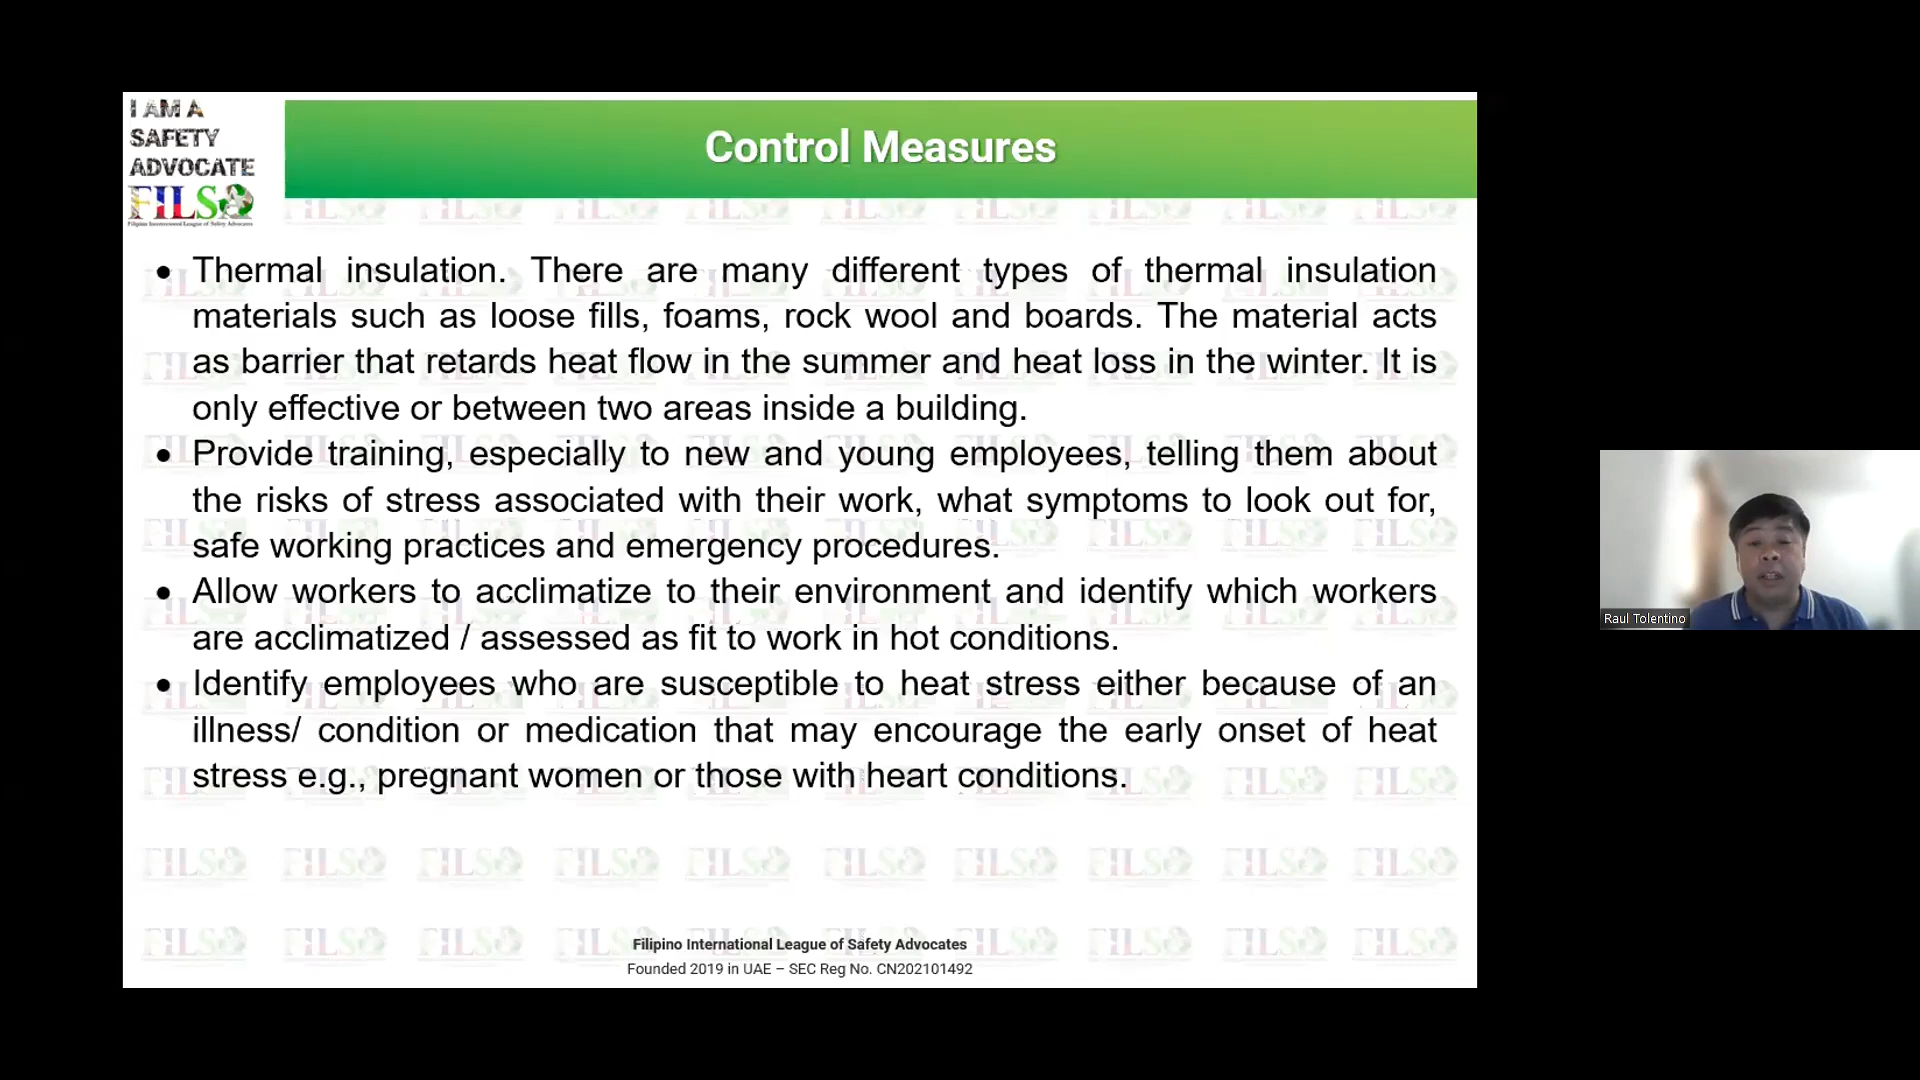 I AM A
SAFETY
ADVOCATE
FILSA
Filipino International League of Safety Advocates
Control Measures
• Thermal insulation. There are many different types of thermal insulation
materials such as loose fills, foams, rock wool and boards. The material acts
as barrier that retards heat flow in the summer and heat loss in the winter. It is
only effective or between two areas inside a building.
• Provide training, especially to new and young employees, telling them about
the risks of stress associated with their work, what symptoms to look out for,
safe working practices and emergency procedures.
• Allow workers to acclimatize to their environment and identify which workers
are acclimatized / assessed as fit to work in hot conditions.
• Identify employees who are susceptible to heat stress either because of an
illness/ condition or medication that may encourage the early onset of heat
stress e.g., pregnant women or those with heart conditions.
Filipino International League of Safety Advocates
Founded 2019 in UAE – SEC Reg No. CN202101492
Raul Tolentino